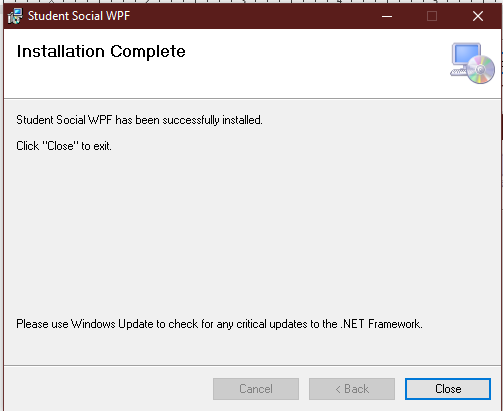 Student Social WPF
Installation Complete
Student Social WPF has been successfully installed.
Click "Close" to exit.
Please use Windows Update to check for any critical updates to the .NET Framework.
Cancel
< Back
Close